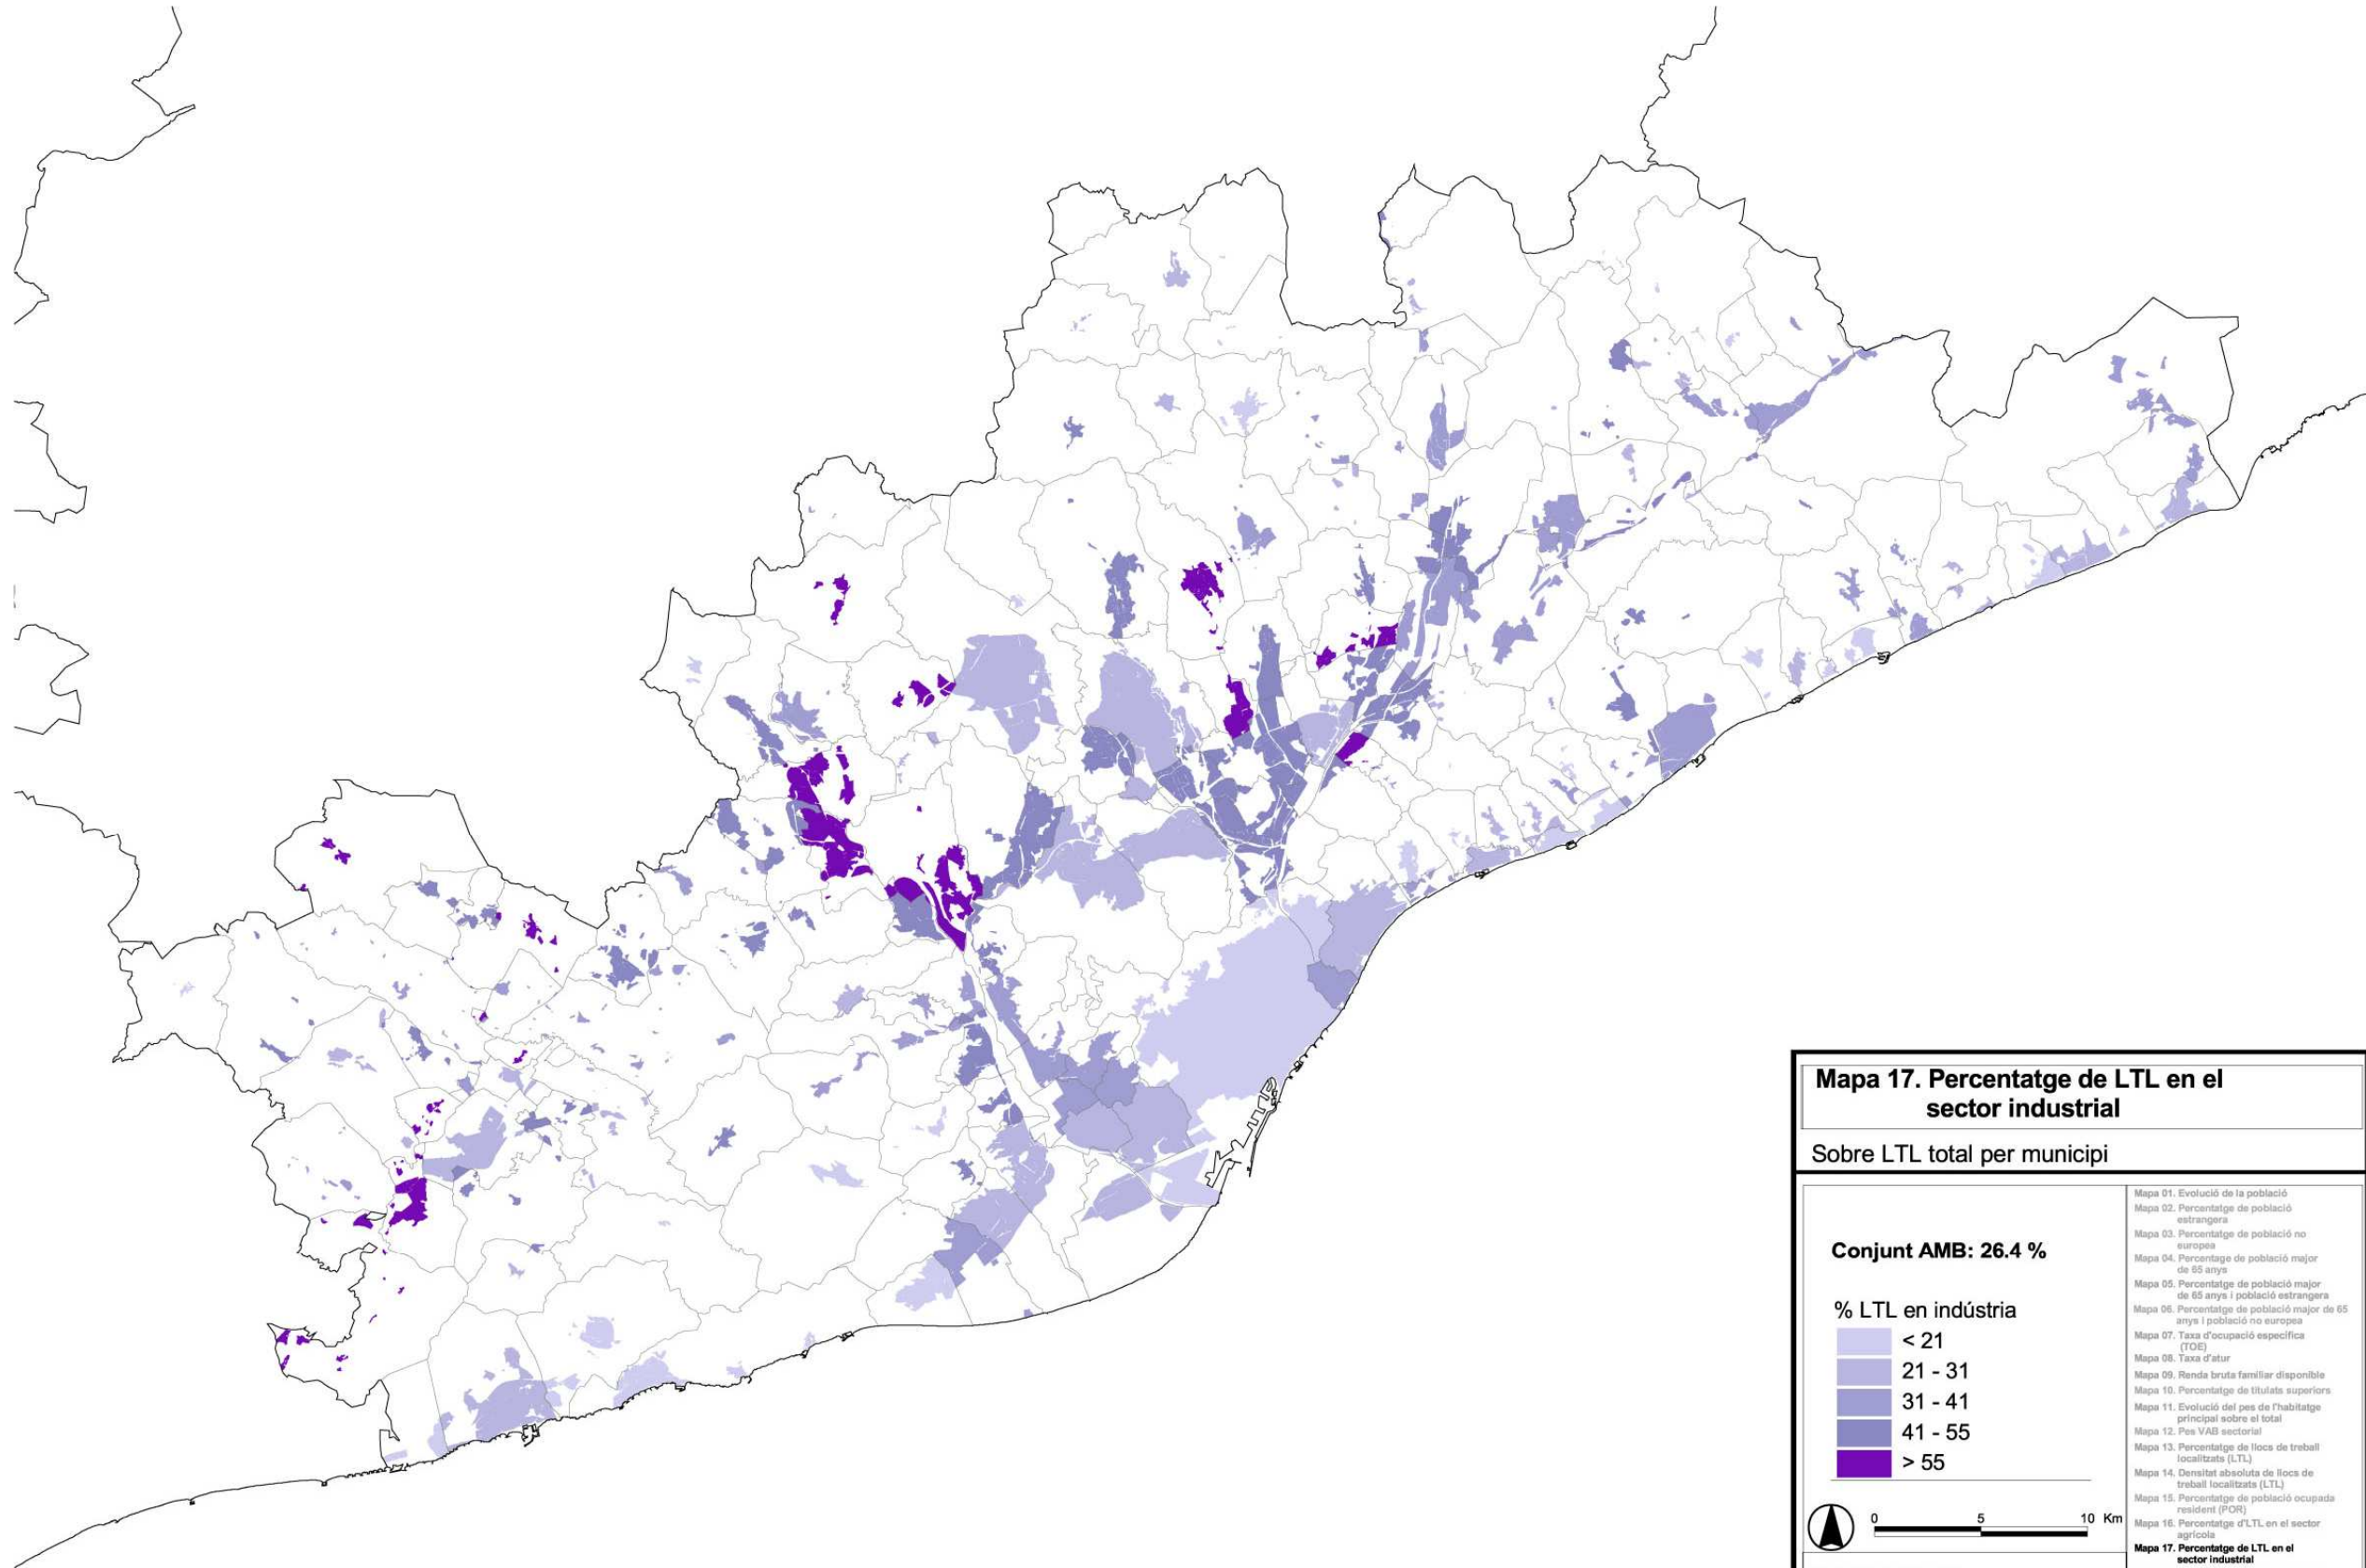 Mapa 17. Percentatge de LTL en el
sector industrial
Sobre LTL total per municipi
Conjunt AMB: 26.4 %
% LTL en indústria
< 21
21 - 31
31 - 41
41 - 55
> 55
0 5 10 Km
Mapa 01. Evolució de la població
Mapa 02. Percentatge de població
estrangera
Mapa 03. Percentatge de població no
europea
Mapa 04. Percentage de població major
de 65 anys
Mapa 05. Percentatge de població major
de 65 anys i població estrangera
Mapa 06. Percentatge de població major de 65
anys i població no europea
Mapa 07. Taxa d'ocupació específica
(TOE)
Mapa 08. Taxa d'atur
Mapa 09. Renda bruta familiar disponible
Mapa 10. Percentatge de titulats superiors
Mapa 11. Evolució del pes de l'habitatge
principal sobre el total
Mapa 12. Pes VAB sectorial
Mapa 13. Percentatge de llocs de treball
localitzats (LTL)
Mapa 14. Densitat absoluta de llocs de
treball localitzats (LTL)
Mapa 15. Percentatge de població ocupada
resident (POR)
Mapa 16. Percentatge d'LTL en el sector
agrícola
Mapa 17. Percentatge de LTL en el
sector industrial